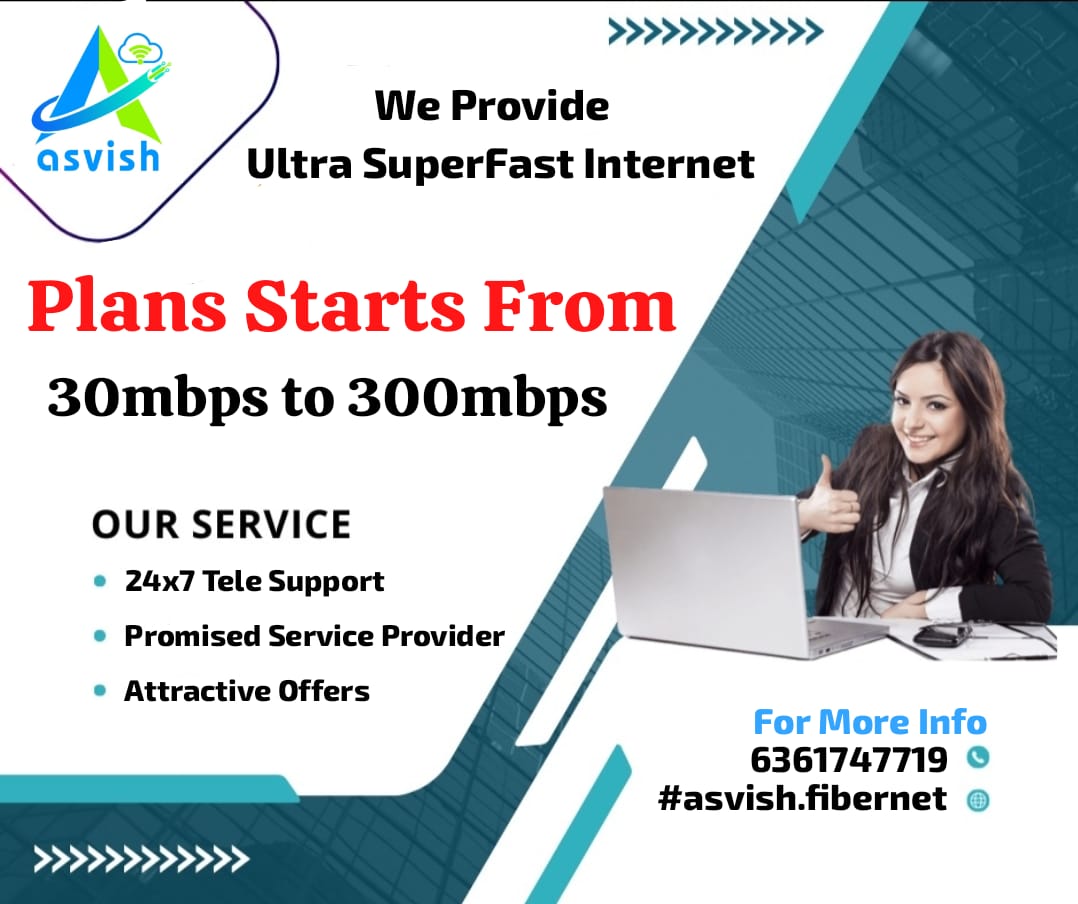 asvish
We Provide
Ultra SuperFast Internet
Plans Starts From
30mbps to 300mbps
OUR SERVICE
24x7 Tele Support
Promised Service Provider
Attractive Offers
For More Info
6361747719
#asvish.fibernet